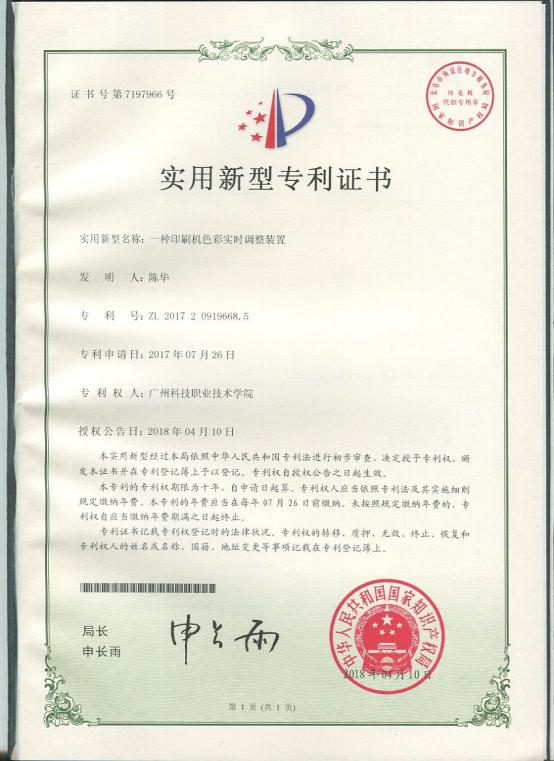 证书号第7197966号
印花税
代扣专用章
国家知识产权局
实用新型专利证书
实用新型名称：一种印刷机色彩实时调整装置
发 明 人：陈华
专 利 号：ZL 2017 2 0919668.5
专利申请日：2017年07月26日
专 利 权 人：广州科技职业技术学院
授权公告日：2018年04月10日
本实用新型经过本局依照中华人民共和国专利法进行初步审查，决定授予专利权，颁
发本证书并在专利登记簿上予以登记。专利权自授权公告之日起生效。
本专利的专利权期限为十年，自申请日起算。专利权人应当依照专利法及其实施细则
规定缴纳年费。本专利的年费应当在每年07月26日前缴纳。未按照规定缴纳年费的，专
利权自应当缴纳年费期满之日起终止。
专利证书记载专利权登记时的法律状况。专利权的转移、质押、无效、终止、恢复和
专利权人的姓名或名称、国籍、地址变更等事项记载在专利登记簿上。
局长
申长雨
申长雨
中华人民共和国国家知识产权局
2018年04月10日
第1页(共1页)